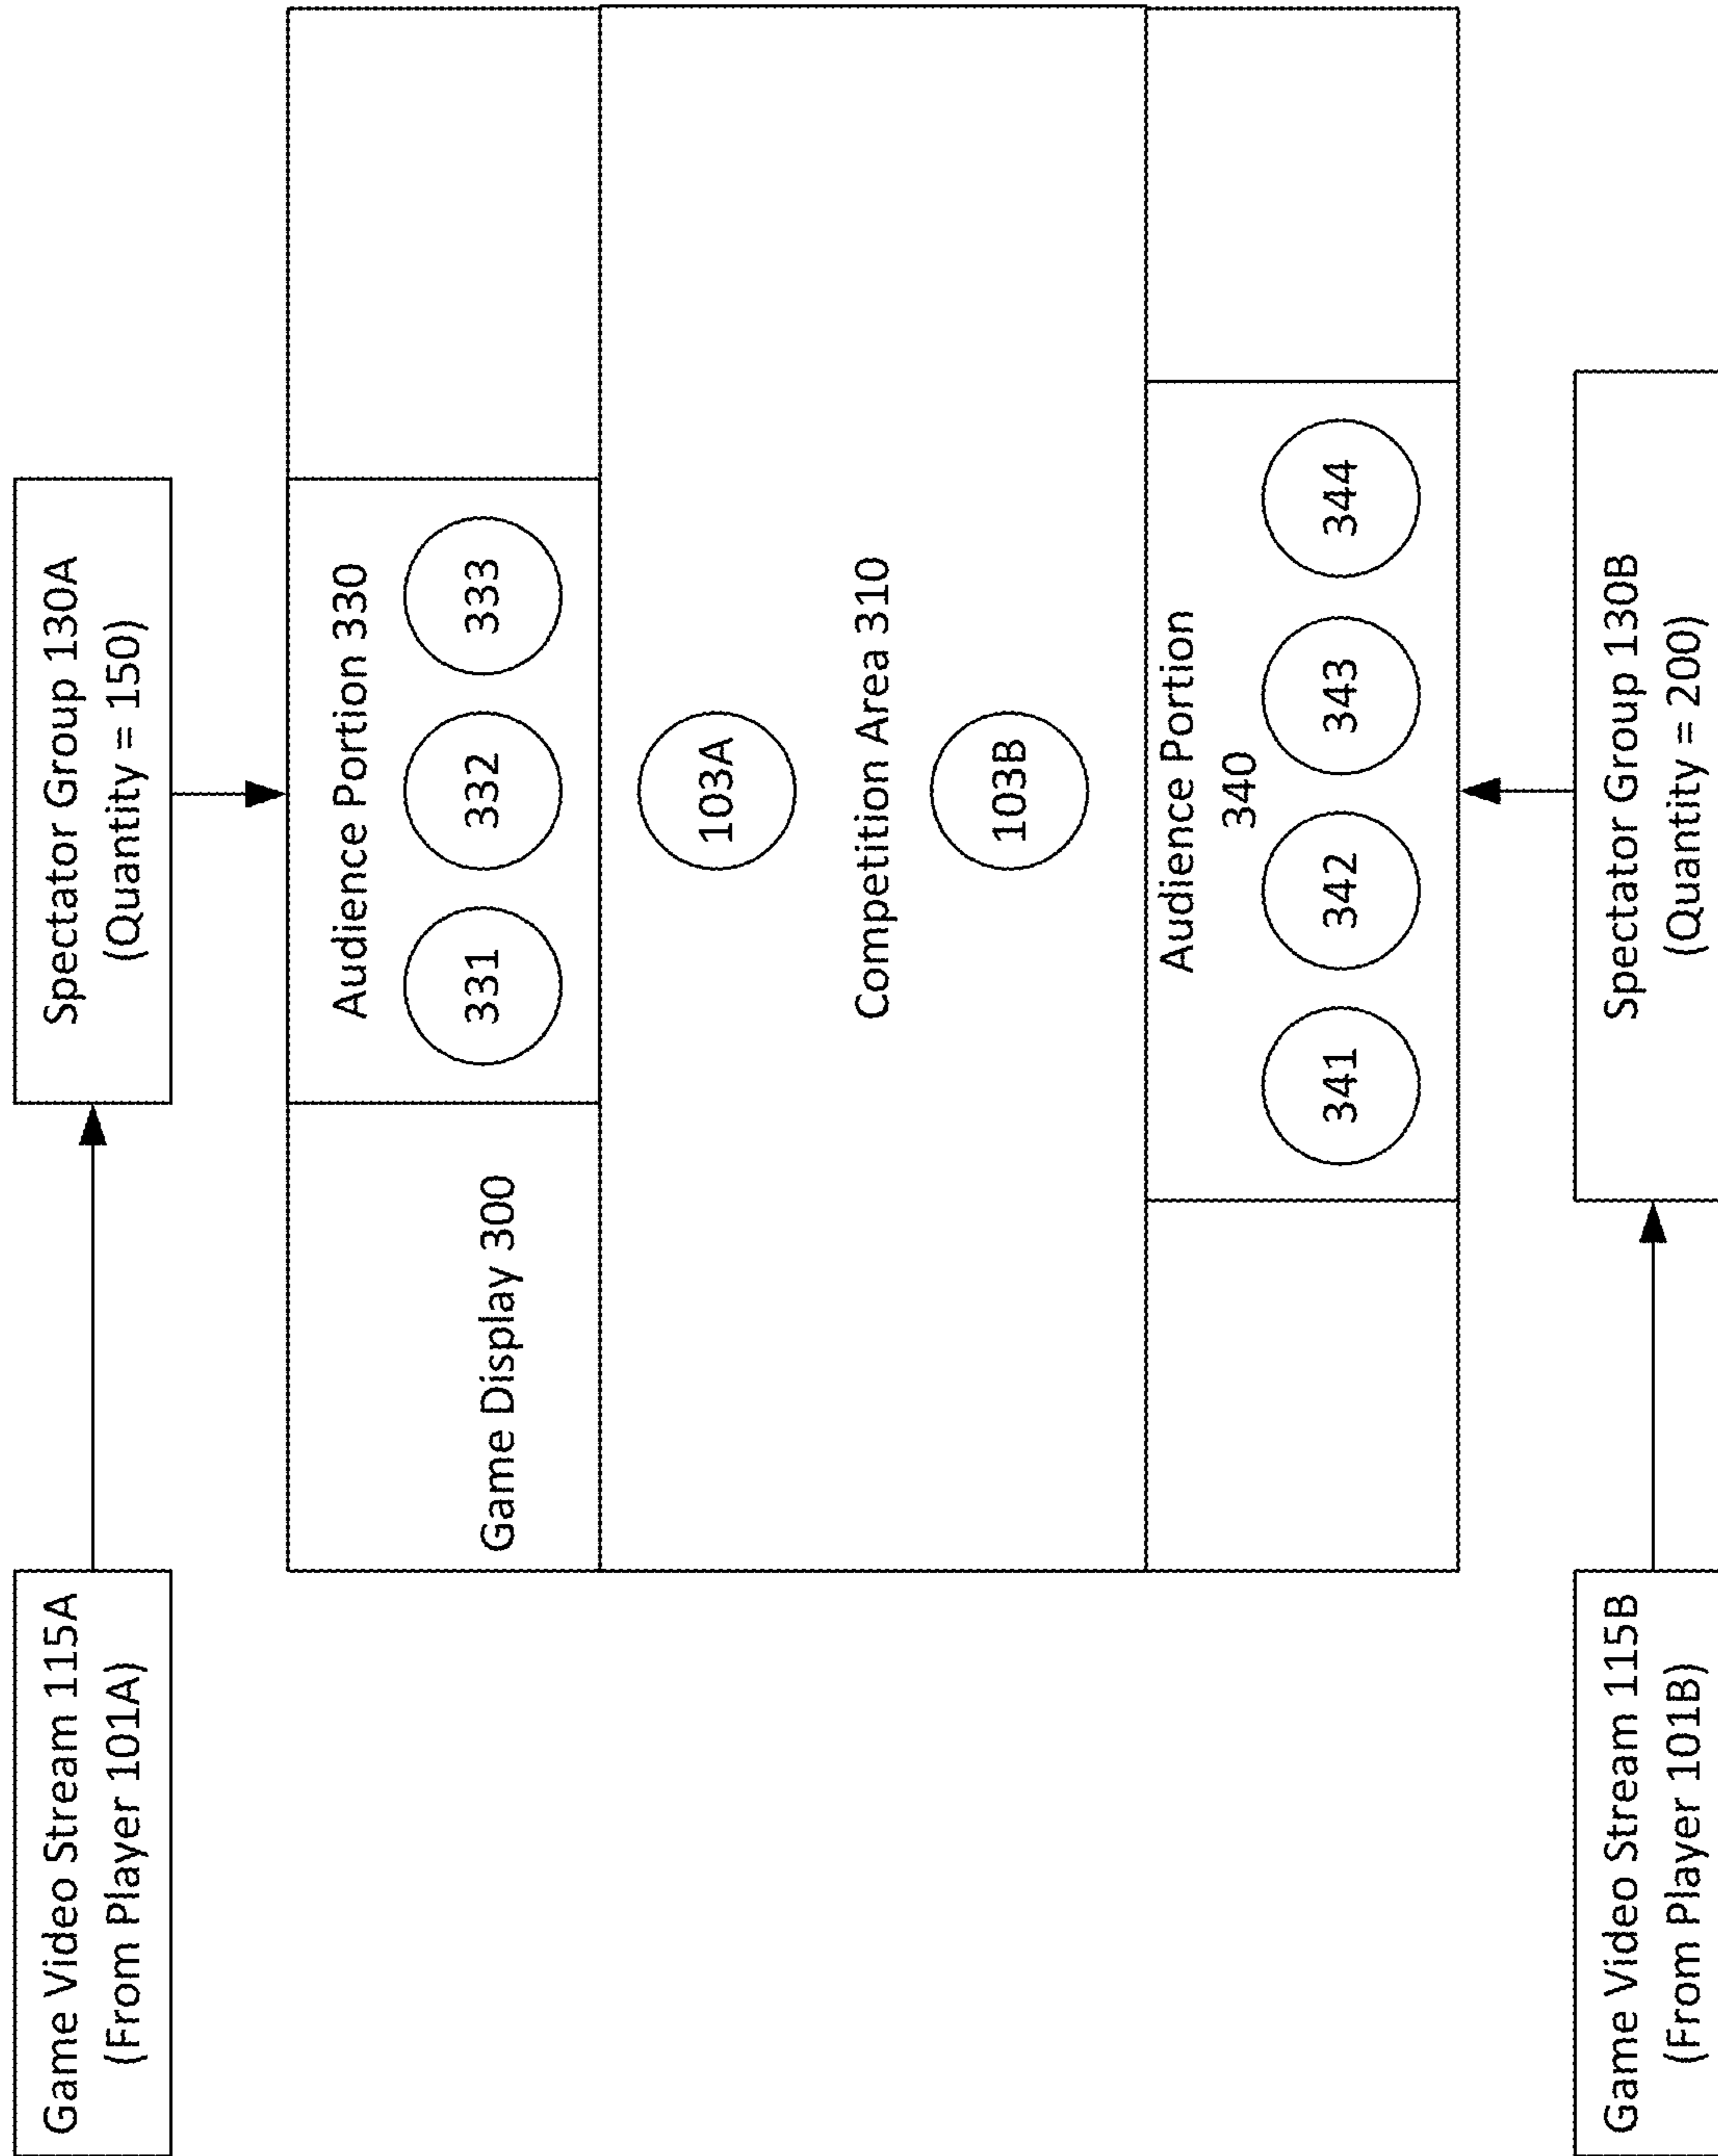 Game Video Stream 115A
(From Player 101A)
Spectator Group 130A
(Quantity = 150)
Game Display 300
Audience Portion 330
331
332
333
103A
Competition Area 310
103B
Audience Portion
340
341
342
343
344
Game Video Stream 115B
(From Player 101B)
Spectator Group 130B
(Quantity = 200)